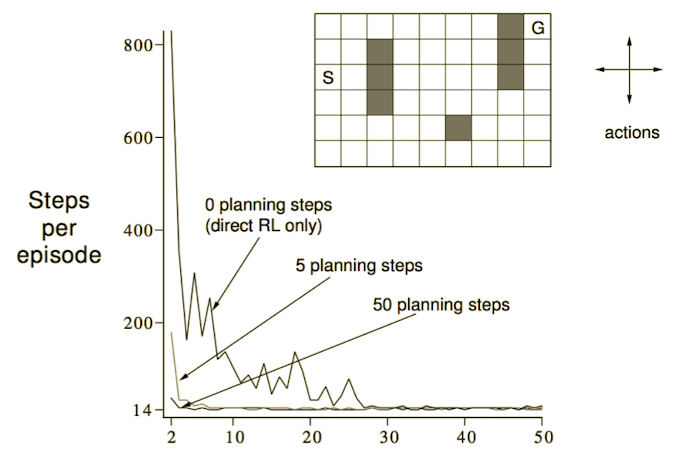 G
S
actions
800
600
400
200
14
Steps
per
episode
0 planning steps
(direct RL only)
5 planning steps
50 planning steps
2 10 20 30 40 50